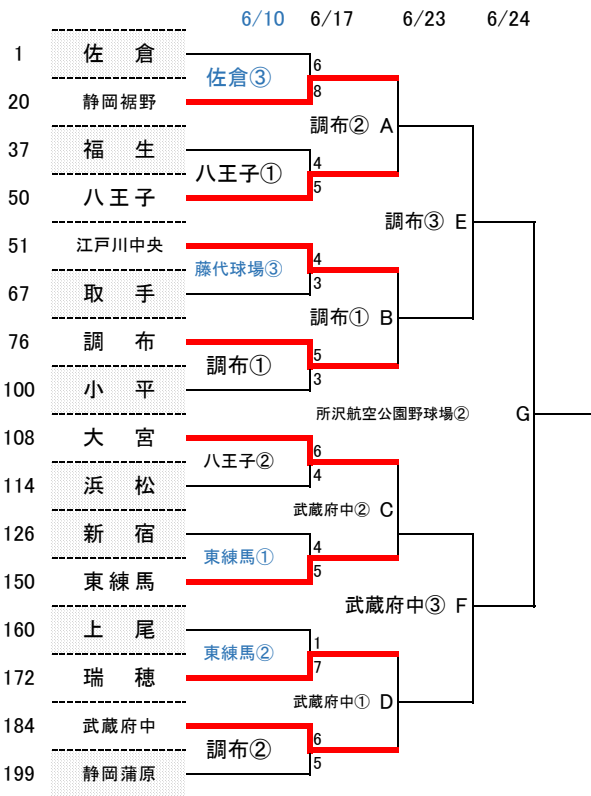 6/10 6/17 6/23 6/24
1 佐倉
佐倉③
6
20 静岡裾野
8
調布② A
37 福生
八王子①
4
50 八王子
5
調布③ E
51 江戸川中央
藤代球場③
4
67 取手
3
調布① B
76 調布
調布①
5
100 小平
3
所沢航空公園野球場② G
108 大宮
八王子②
6
114 浜松
4
武蔵府中② C
126 新宿
東練馬①
4
150 東練馬
5
武蔵府中③ F
160 上尾
東練馬②
1
172 瑞穂
7
武蔵府中① D
184 武蔵府中
調布②
6
199 静岡蒲原
5